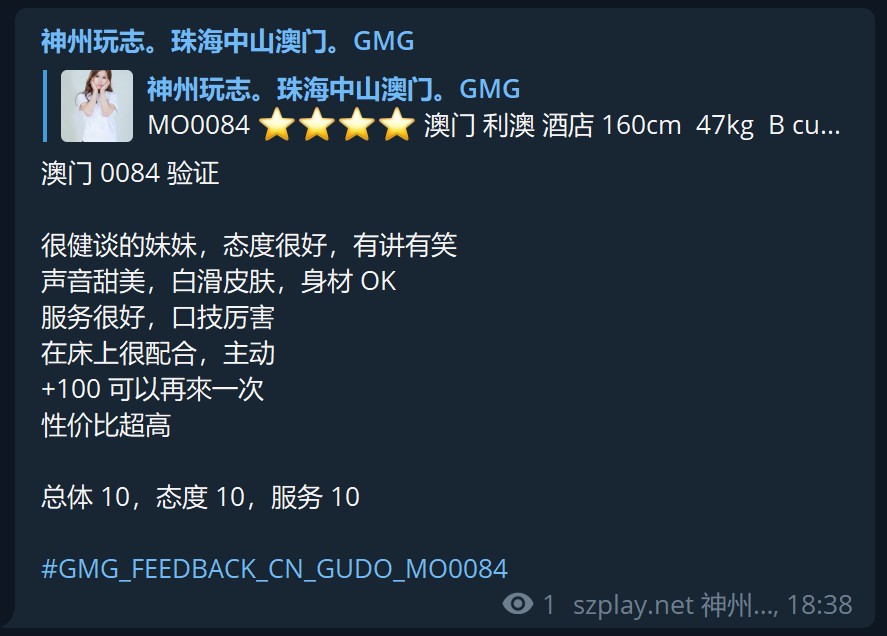 神州玩志。珠海中山澳门。GMG
神州玩志。珠海中山澳门。GMG
MO0084 ⭐⭐⭐⭐ 澳门 利澳 酒店 160cm 47kg B cu...
澳门 0084 验证
很健谈的妹妹，态度很好，有讲有笑
声音甜美，白滑皮肤，身材 OK
服务很好，口技厉害
在床上很配合，主动
+100 可以再來一次
性价比超高
总体 10，态度 10，服务 10
#GMG_FEEDBACK_CN_GUDO_MO0084
1 szplay.net 神州..., 18:38